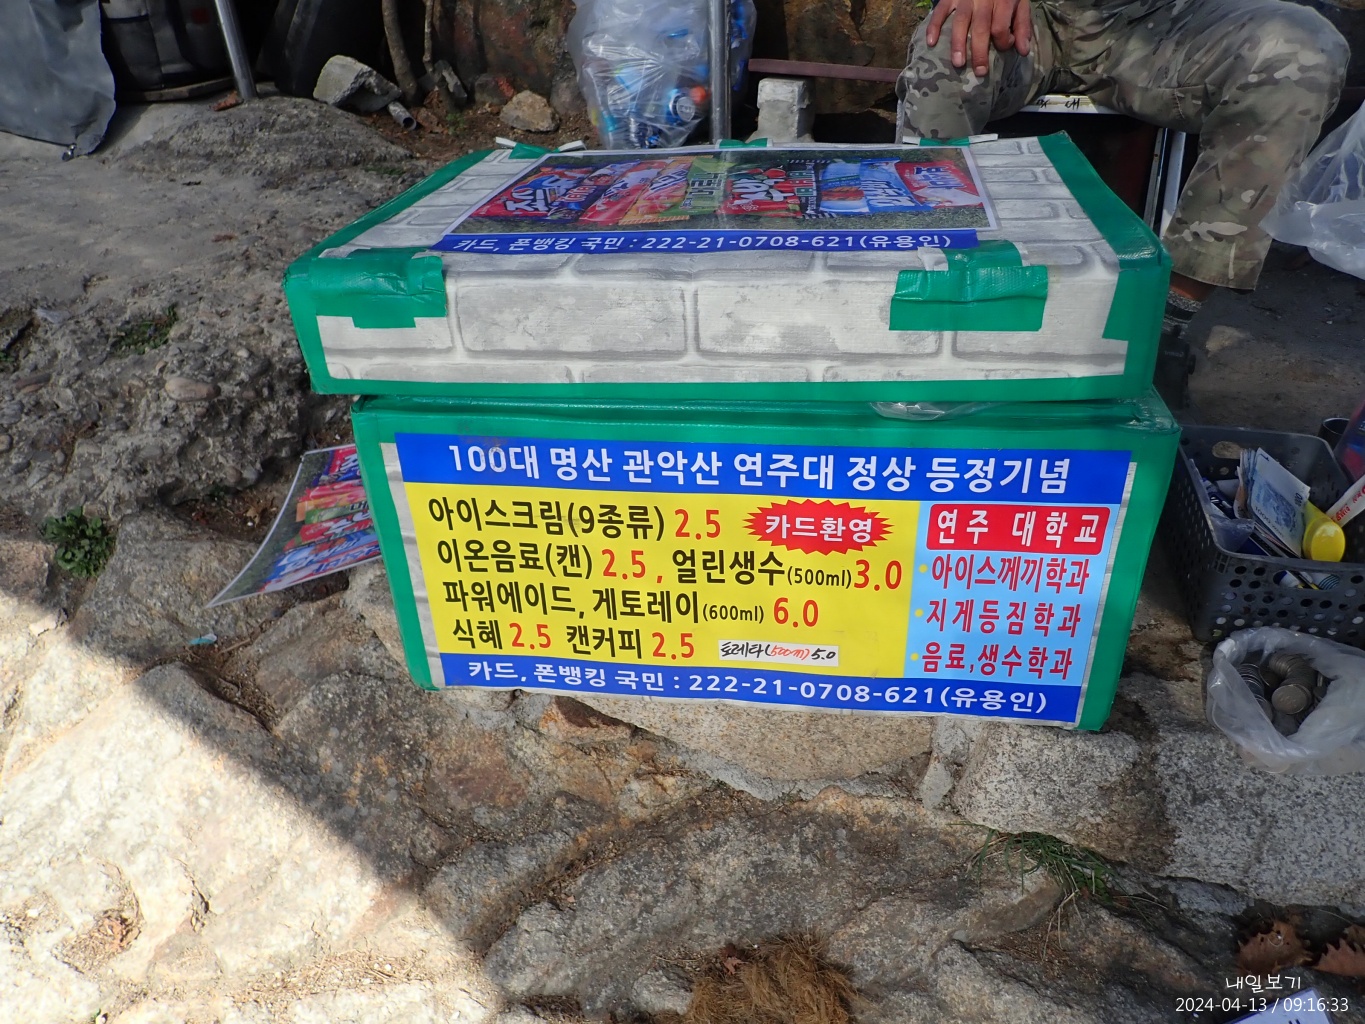 카드, 폰뱅킹 국민 : 222-21-0708-621(유용인)
100대 명산 관악산 연주대 정상 등정기념
아이스크림(9종류) 2.5 카드환영
이온음료(캔) 2.5 , 얼린생수(500ml)3.0
파워에이드, 게토레이(600ml) 6.0
식혜 2.5 캔커피 2.5 토레타(500ml) 5.0
연주 대학교
·아이스께끼학과
·지게등짐학과
·음료,생수학과
카드, 폰뱅킹 국민 : 222-21-0708-621(유용인)
내일보기
2024-04-13 / 09:16:33